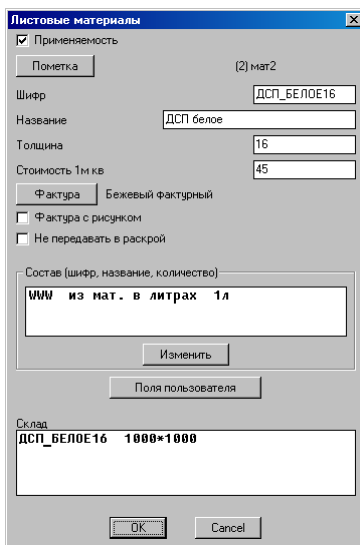 Листовые материалы
Применяемость
Пометка (2) мат2
Шифр ДСП_БЕЛОЕ16
Название ДСП белое
Толщина 16
Стоимость 1м кв 45
Фактура Бежевый фактурный
Фактура с рисунком
Не передавать в раскрой
Состав (шифр, название, количество)
WWW из мат. в литрах 1л
Изменить
Поля пользователя
Склад
ДСП_БЕЛОЕ16 1000*1000
OK Cancel